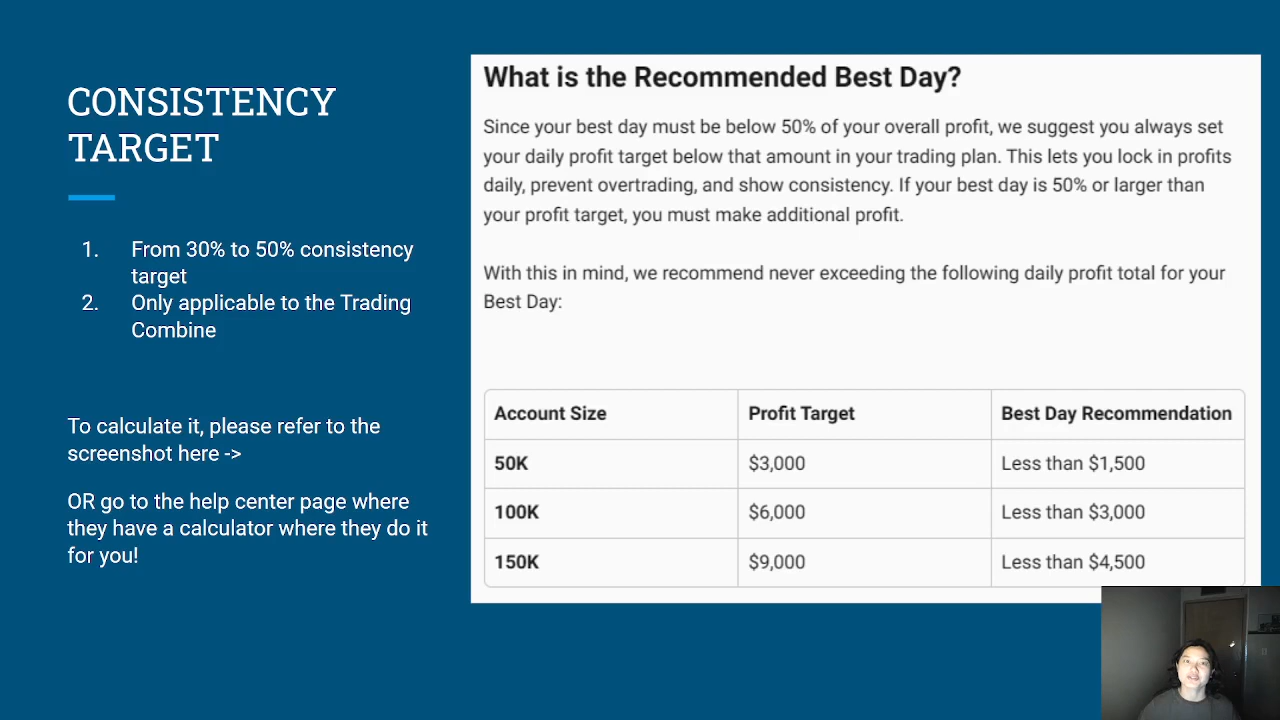 CONSISTENCY
TARGET
1. From 30% to 50% consistency
target
2. Only applicable to the Trading
Combine
To calculate it, please refer to the
screenshot here ->
OR go to the help center page where
they have a calculator where they do it
for you!
What is the Recommended Best Day?
Since your best day must be below 50% of your overall profit, we suggest you always set
your daily profit target below that amount in your trading plan. This lets you lock in profits
daily, prevent overtrading, and show consistency. If your best day is 50% or larger than
your profit target, you must make additional profit.
With this in mind, we recommend never exceeding the following daily profit total for your
Best Day:
Account Size Profit Target Best Day Recommendation
50K $3,000 Less than $1,500
100K $6,000 Less than $3,000
150K $9,000 Less than $4,500